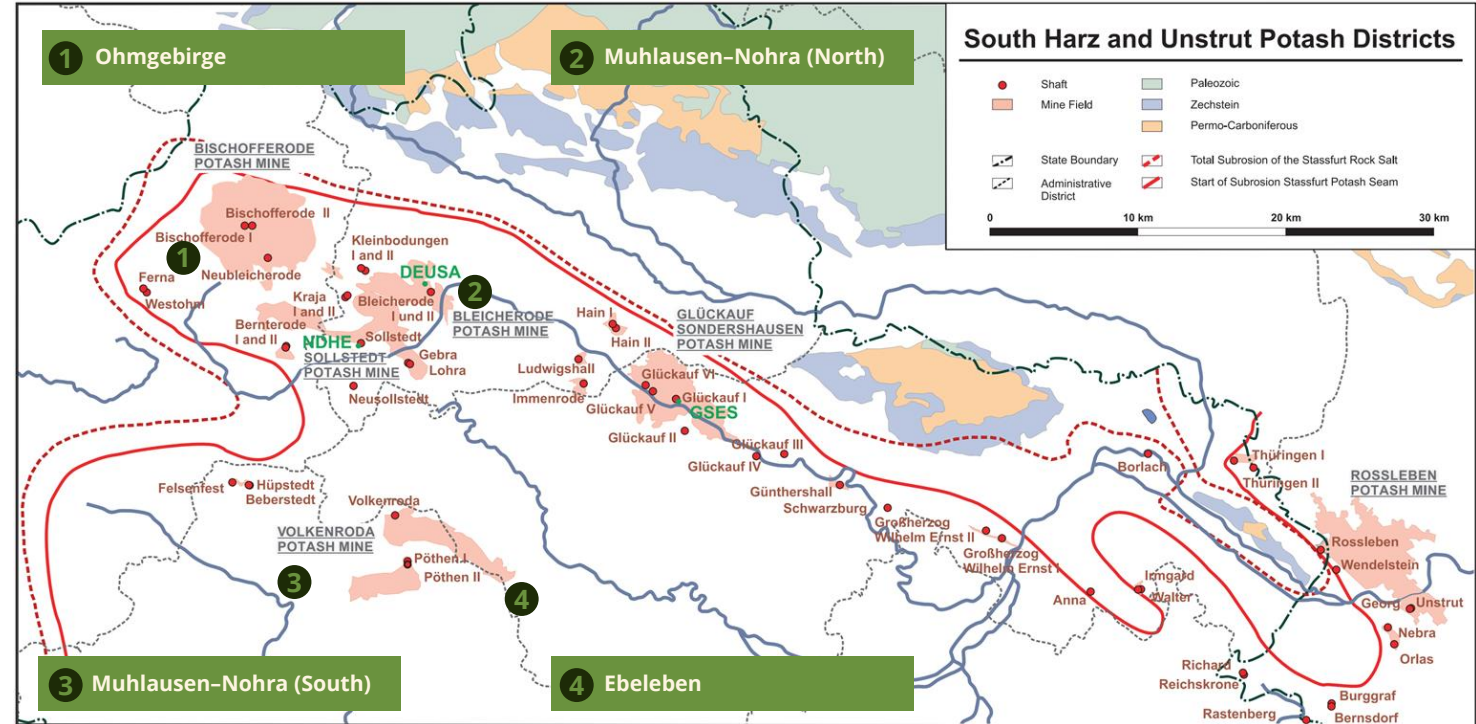 1 Ohmgebirge
2 Muhlausen–Nohra (North)
South Harz and Unstrut Potash Districts
Shaft
Mine Field
Paleozoic
Zechstein
Permo-Carboniferous
State Boundary
Administrative
District
Total Subrosion of the Stassfurt Rock Salt
Start of Subrosion Stassfurt Potash Seam
0 10 km 20 km 30 km
BISCHOFFERODE
POTASH MINE
Bischofferode II
Bischofferode I
1
Neubleicherode
Ferna
Westohm
Kleinbodungen
I and II
DEUSA
Kraja
I and II
Bleicherode
I und II
2
BLEICHERODE
POTASH MINE
Bernterode
I and II
NDHE
Sollstedt
SOLLSTEDT
POTASH MINE
Gebra
Lohra
Neusollstedt
Hain I
Hain II
Ludwigshall
Immenrode
GLÜCKAUF
SONDERSHAUSEN
POTASH MINE
Glückauf VI
Glückauf I
Glückauf V
GSES
Glückauf II
Glückauf III
Glückauf IV
Günthershall
Schwarzburg
Großherzog
Wilhelm Ernst II
Großherzog
Wilhelm Ernst I
Borlach
Thüringen I
Thüringen II
ROSSLEBEN
POTASH MINE
Rossleben
Wendelstein
Georg
Unstrut
Nebra
Orlas
Irmgard
Walter
Anna
Richard
Reichskrone
Burggraf
Bernsdorf
Rastenberg
Felsenfest
Hüpstedt
Beberstedt
Volkenroda
VOLKENRODA
POTASH MINE
Pöthen I
Pöthen II
3
4
3 Muhlausen–Nohra (South)
4 Ebeleben